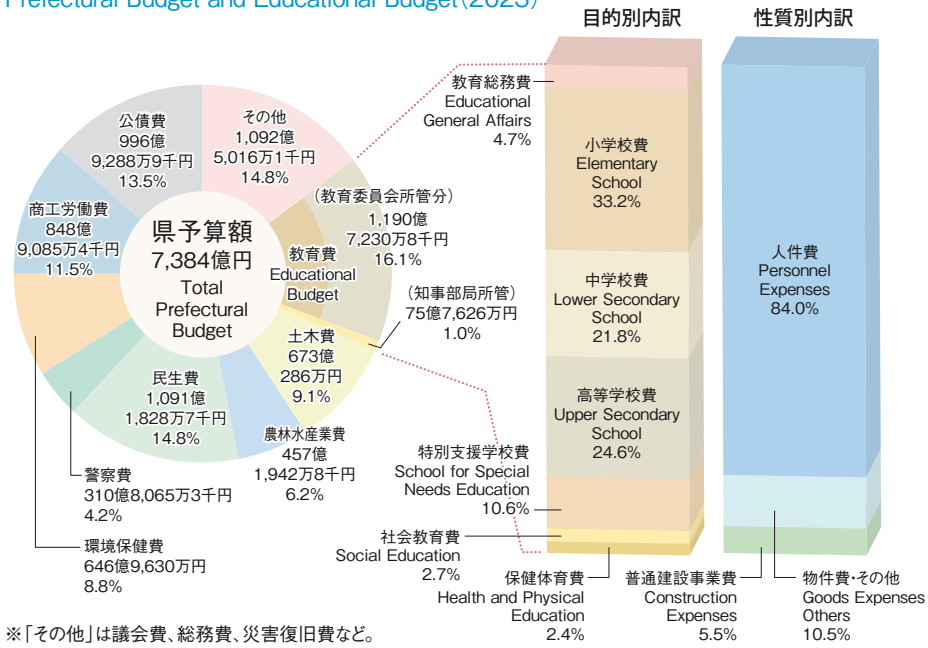 Prefectural Budget and Educational Budget(2023)
目的別内訳
性質別内訳
公債費
996億
9,288万9千円
13.5%
その他
1,092億
5,016万1千円
14.8%
(教育委員会所管分)
1,190億
7,230万8千円
16.1%
教育費
Educational
Budget
(知事部局所管)
75億7,626万円
1.0%
商工労働費
848億
9,085万4千円
11.5%
県予算額
7,384億円
Total
Prefectural
Budget
土木費
673億
286万円
9.1%
民生費
1,091億
1,828万7千円
14.8%
農林水産業費
457億
1,942万8千円
6.2%
警察費
310億8,065万3千円
4.2%
環境保健費
646億9,630万円
8.8%
教育総務費
Educational
General Affairs
4.7%
小学校費
Elementary
School
33.2%
中学校費
Lower Secondary
School
21.8%
高等学校費
Upper Secondary
School
24.6%
特別支援学校費
School for Special
Needs Education
10.6%
社会教育費
Social Education
2.7%
保健体育費
Health and Physical
Education
2.4%
人件費
Personnel
Expenses
84.0%
普通建設事業費
Construction
Expenses
5.5%
物件費・その他
Goods Expenses
Others
10.5%
※「その他」は議会費、総務費、災害復旧費など。